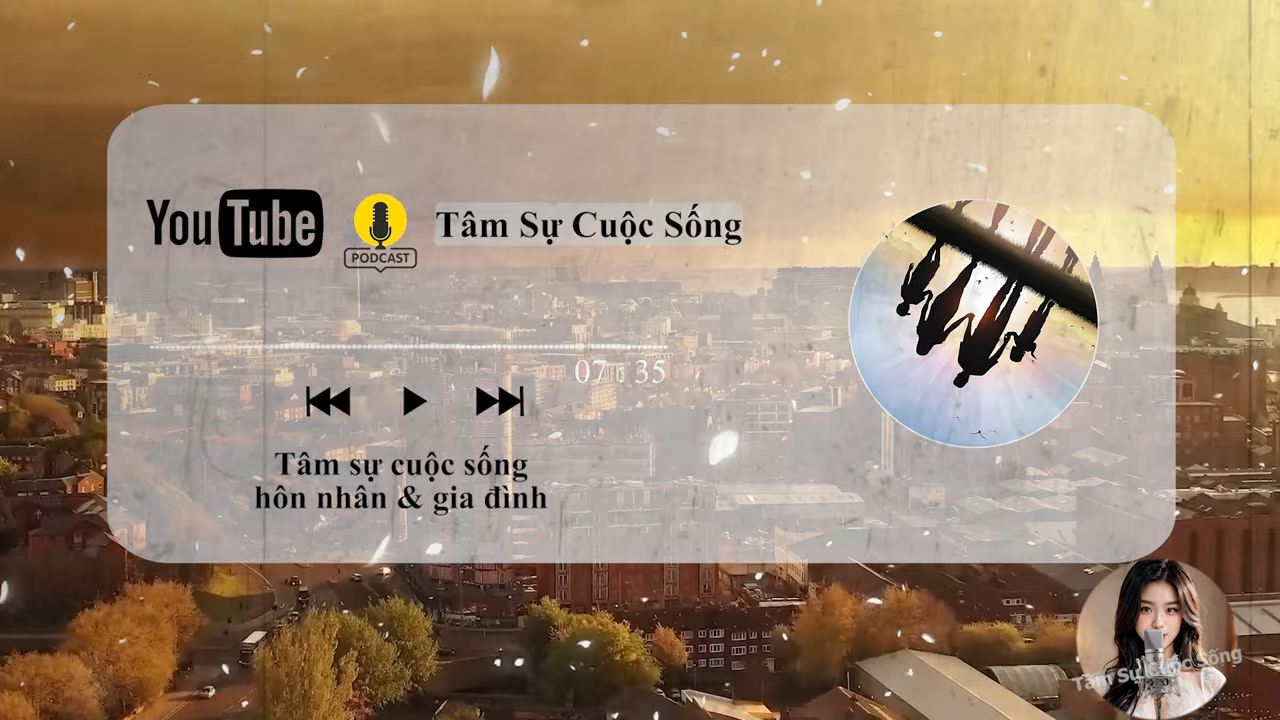 YouTube
PODCAST
Tâm Sự Cuộc Sống
07 : 35
Tâm sự cuộc sống
hôn nhân & gia đình
Tâm Sự Cuộc Sống